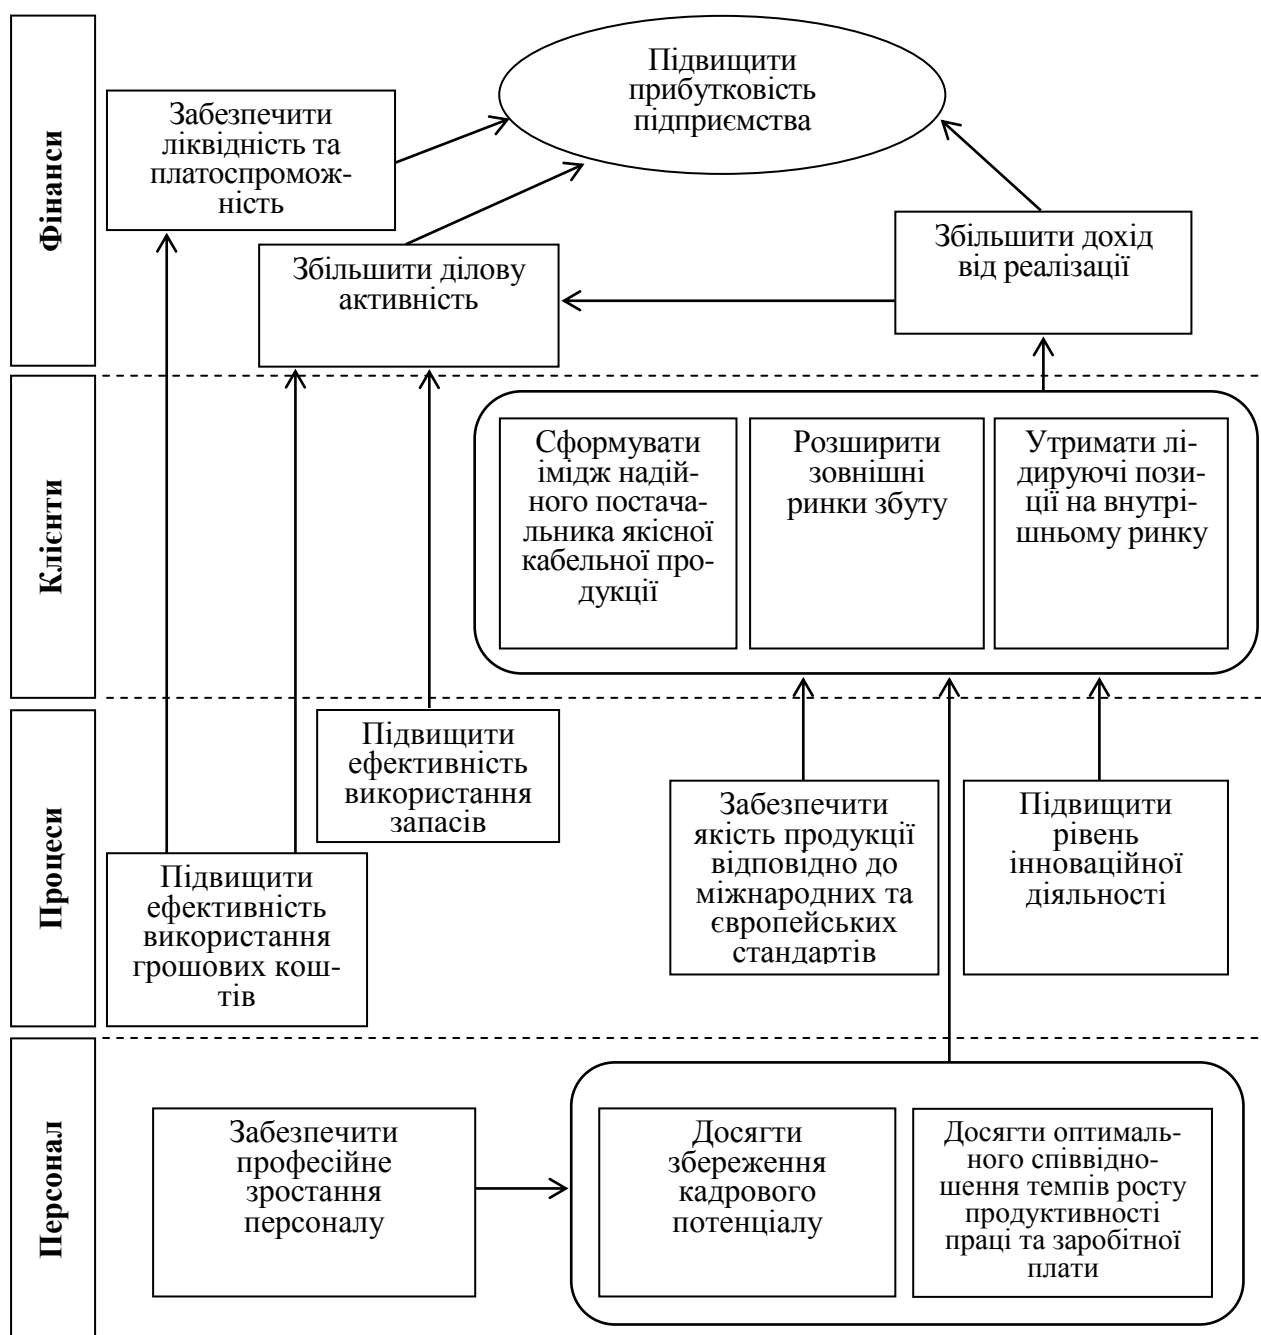 Фінанси
Підвищити
прибутковість
підприємства
Забезпечити
ліквідність та
платоспромож-
ність
Збільшити ділову
активність
Збільшити дохід
від реалізації
Клієнти
Сформувати
імідж надій-
ного постача-
льника якісної
кабельної про-
дукції
Розширити
зовнішні
ринки збуту
Утримати лі-
дируючі пози-
ції на внутрі-
шньому ринку
Процеси
Підвищити
ефективність
використання
запасів
Забезпечити
якість продукції
відповідно до
міжнародних та
європейських
стандартів
Підвищити
рівень
інноваційної
діяльності
Підвищити
ефективність
використання
грошових кош-
тів
Персонал
Забезпечити
професійне
зростання
персоналу
Досягти
збереження
кадрового
потенціалу
Досягти оптималь-
ного співвідно-
шення темпів росту
продуктивності
праці та заробітної
плати